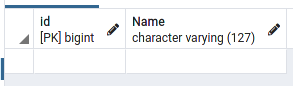 id
[PK] bigint
Name
character varying (127)